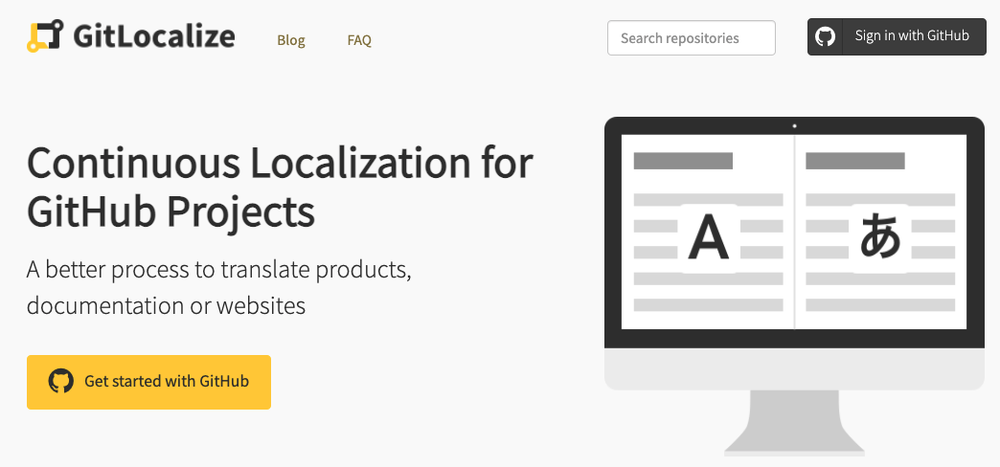 GitLocalize
Blog
FAQ
Search repositories
Sign in with GitHub
Continuous Localization for
GitHub Projects
A better process to translate products,
documentation or websites
Get started with GitHub
A
あ